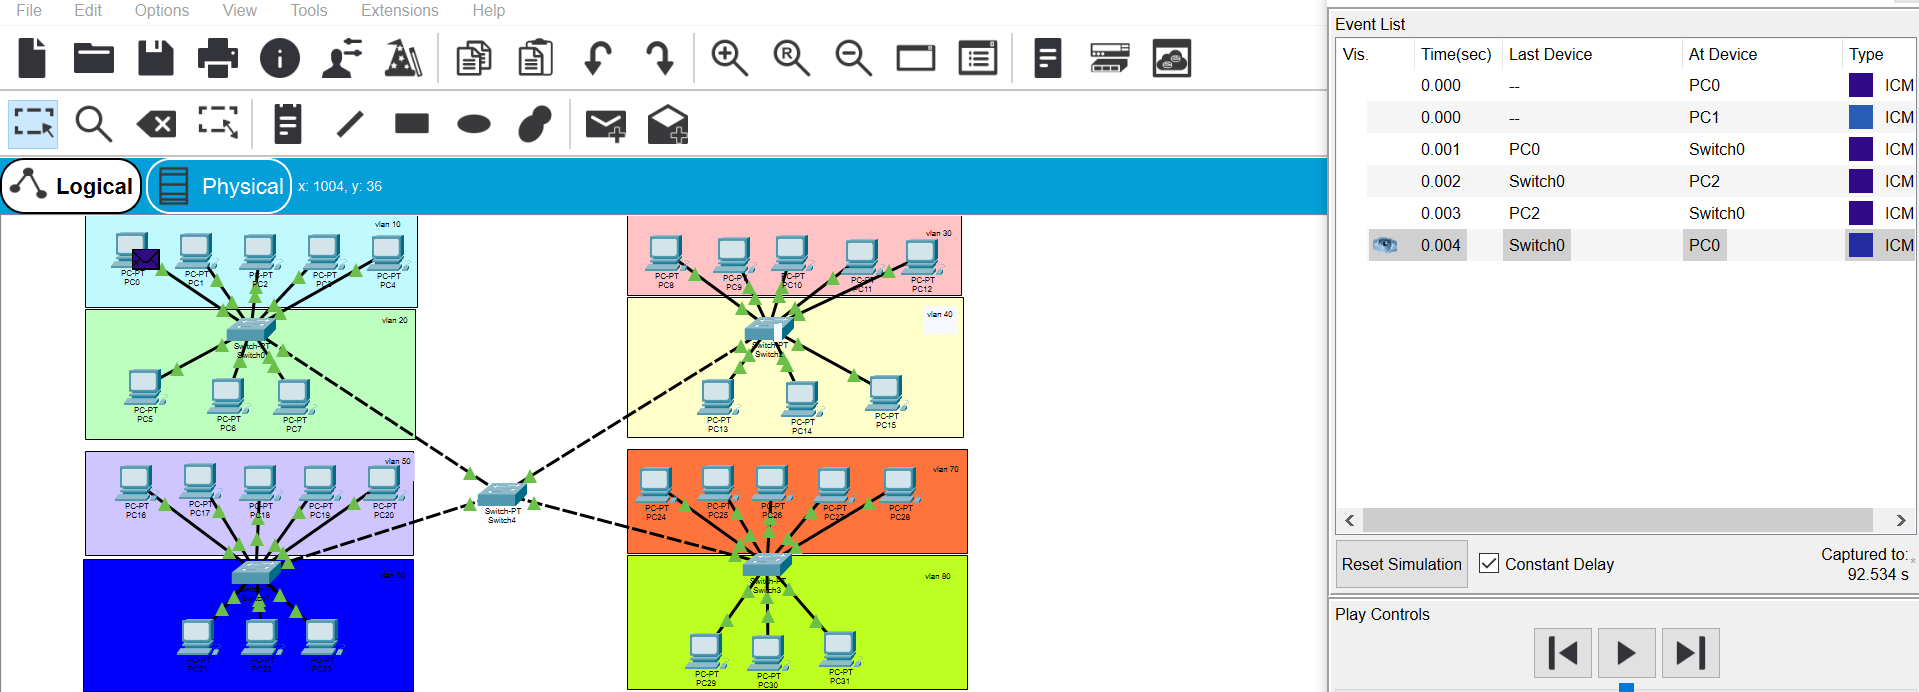 File Edit Options View Tools Extensions Help
Logical Physical x: 1004, y: 36
vlan 10
PC-PT PC0
PC-PT PC1
PC-PT PC2
PC-PT
PC-PT PC4
vlan 20
Switch-PT
Switch0
PC-PT PC5
PC-PT PC6
PC-PT PC7
vlan 30
PC-PT PC8
PC-PT PC9
PC-PT PC10
PC-PT PC11
PC-PT PC12
vlan 40
Switch-PT
Switch2
PC-PT PC13
PC-PT PC14
PC-PT PC15
vlan 50
PC-PT PC16
PC-PT PC17
PC-PT PC18
PC-PT PC19
PC-PT PC20
Switch-PT
Switch4
vlan 70
PC-PT PC24
PC-PT PC25
PC-PT PC26
PC-PT PC27
PC-PT PC28
Switch-PT
PC-PT
PC-PT
PC-PT
vlan 80
Switch-PT
Switch3
PC-PT PC29
PC-PT PC30
PC-PT PC31
Event List
Vis. Time(sec) Last Device At Device Type
0.000 -- PC0 ICM
0.000 -- PC1 ICM
0.001 PC0 Switch0 ICM
0.002 Switch0 PC2 ICM
0.003 PC2 Switch0 ICM
0.004 Switch0 PC0 ICM
Reset Simulation Constant Delay Captured to:
92.534 s
Play Controls